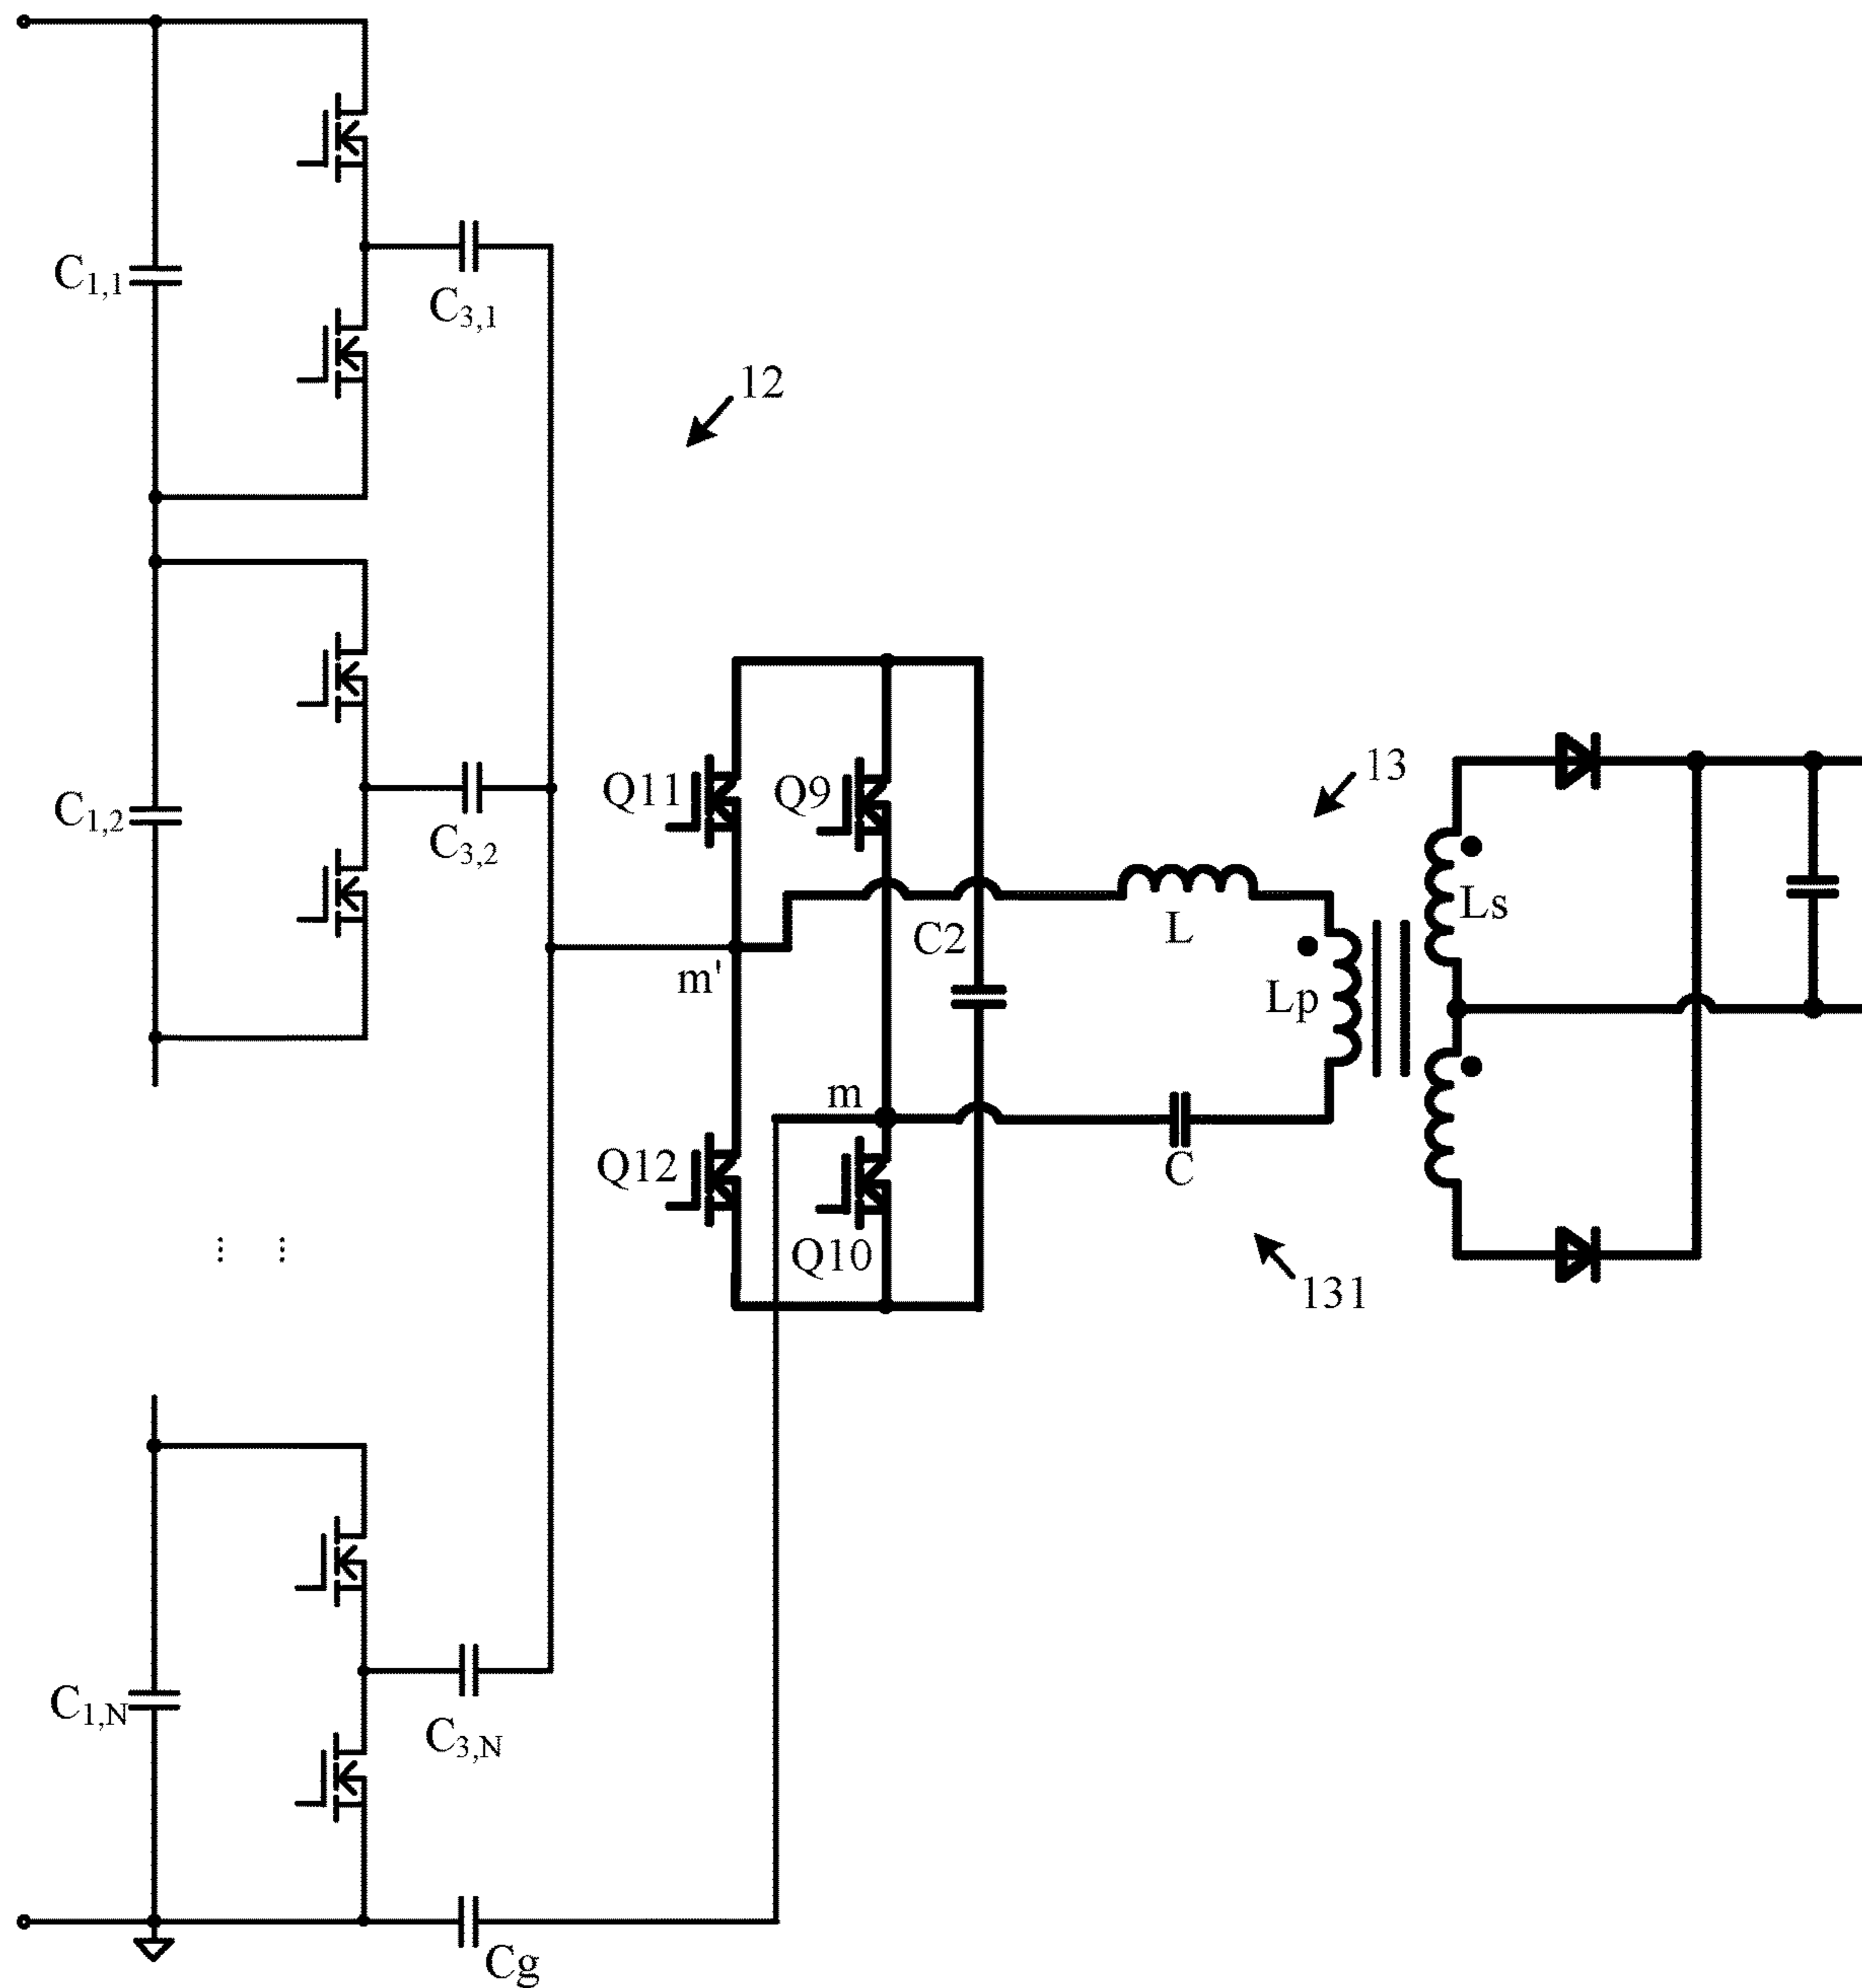 C1,1
C3,1
12
C1,2
C3,2
Q11
Q9
13
L
Ls
C2
m'
Lp
m
Q12
C
Q10
131
⋮ ⋮
C1,N
C3,N
Cg